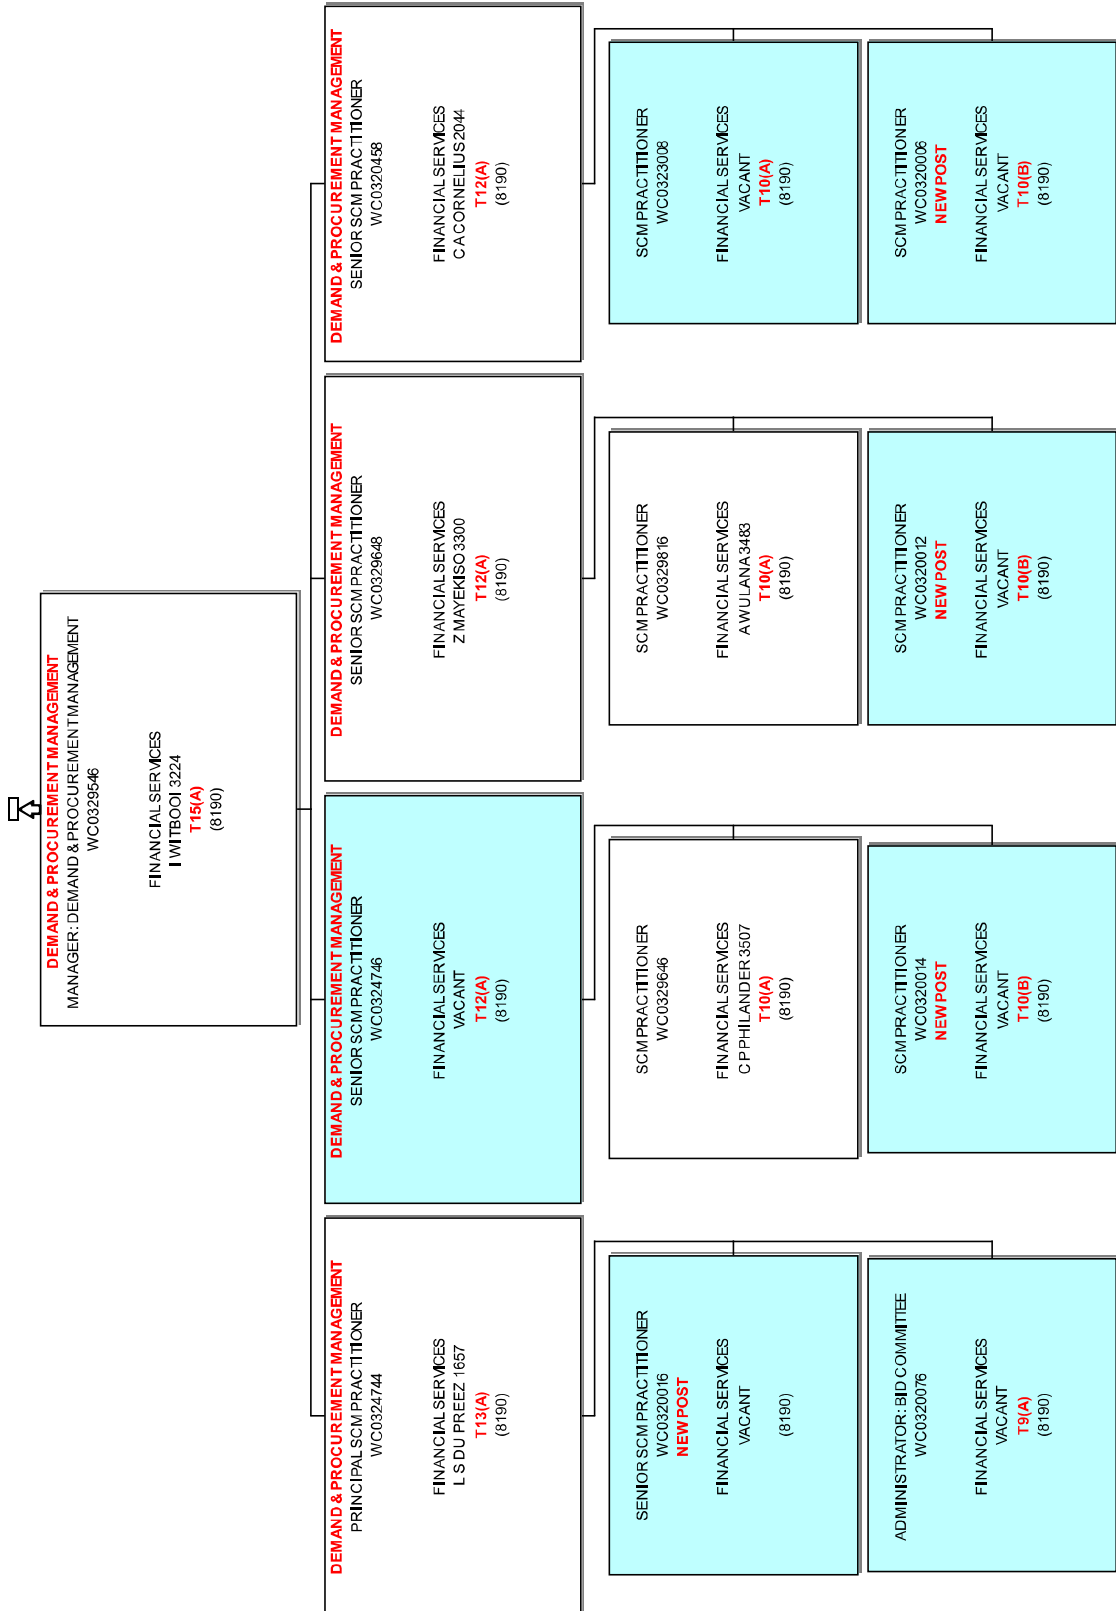 DEMAND & PROCUREMENT MANAGEMENT
MANAGER: DEMAND & PROCUREMENT MANAGEMENT
WC0329546
FINANCIAL SERVICES
I WITBOOI 3224
T15(A)
(8190)
DEMAND & PROCUREMENT MANAGEMENT
PRINCIPAL SCM PRACTITIONER
WC0324744
FINANCIAL SERVICES
L S DU PREEZ 1657
T13(A)
(8190)
DEMAND & PROCUREMENT MANAGEMENT
SENIOR SCM PRACTITIONER
WC0324746
FINANCIAL SERVICES
VACANT
T12(A)
(8190)
DEMAND & PROCUREMENT MANAGEMENT
SENIOR SCM PRACTITIONER
WC0329648
FINANCIAL SERVICES
Z MAYEKISO 3300
T12(A)
(8190)
DEMAND & PROCUREMENT MANAGEMENT
SENIOR SCM PRACTITIONER
WC0320458
FINANCIAL SERVICES
C A CORNELIUS 2044
T12(A)
(8190)
SENIOR SCM PRACTITIONER
WC0320016
NEW POST
FINANCIAL SERVICES
VACANT
(8190)
SCM PRACTITIONER
WC0329646
FINANCIAL SERVICES
C P PHILANDER 3507
T10(A)
(8190)
SCM PRACTITIONER
WC0329816
FINANCIAL SERVICES
A WULANA 3483
T10(A)
(8190)
SCM PRACTITIONER
WC0323008
FINANCIAL SERVICES
VACANT
T10(A)
(8190)
ADMINISTRATOR: BID COMMITTEE
WC0320076
FINANCIAL SERVICES
VACANT
T9(A)
(8190)
SCM PRACTITIONER
WC0320014
NEW POST
FINANCIAL SERVICES
VACANT
T10(B)
(8190)
SCM PRACTITIONER
WC0320012
NEW POST
FINANCIAL SERVICES
VACANT
T10(B)
(8190)
SCM PRACTITIONER
WC0320006
NEW POST
FINANCIAL SERVICES
VACANT
T10(B)
(8190)